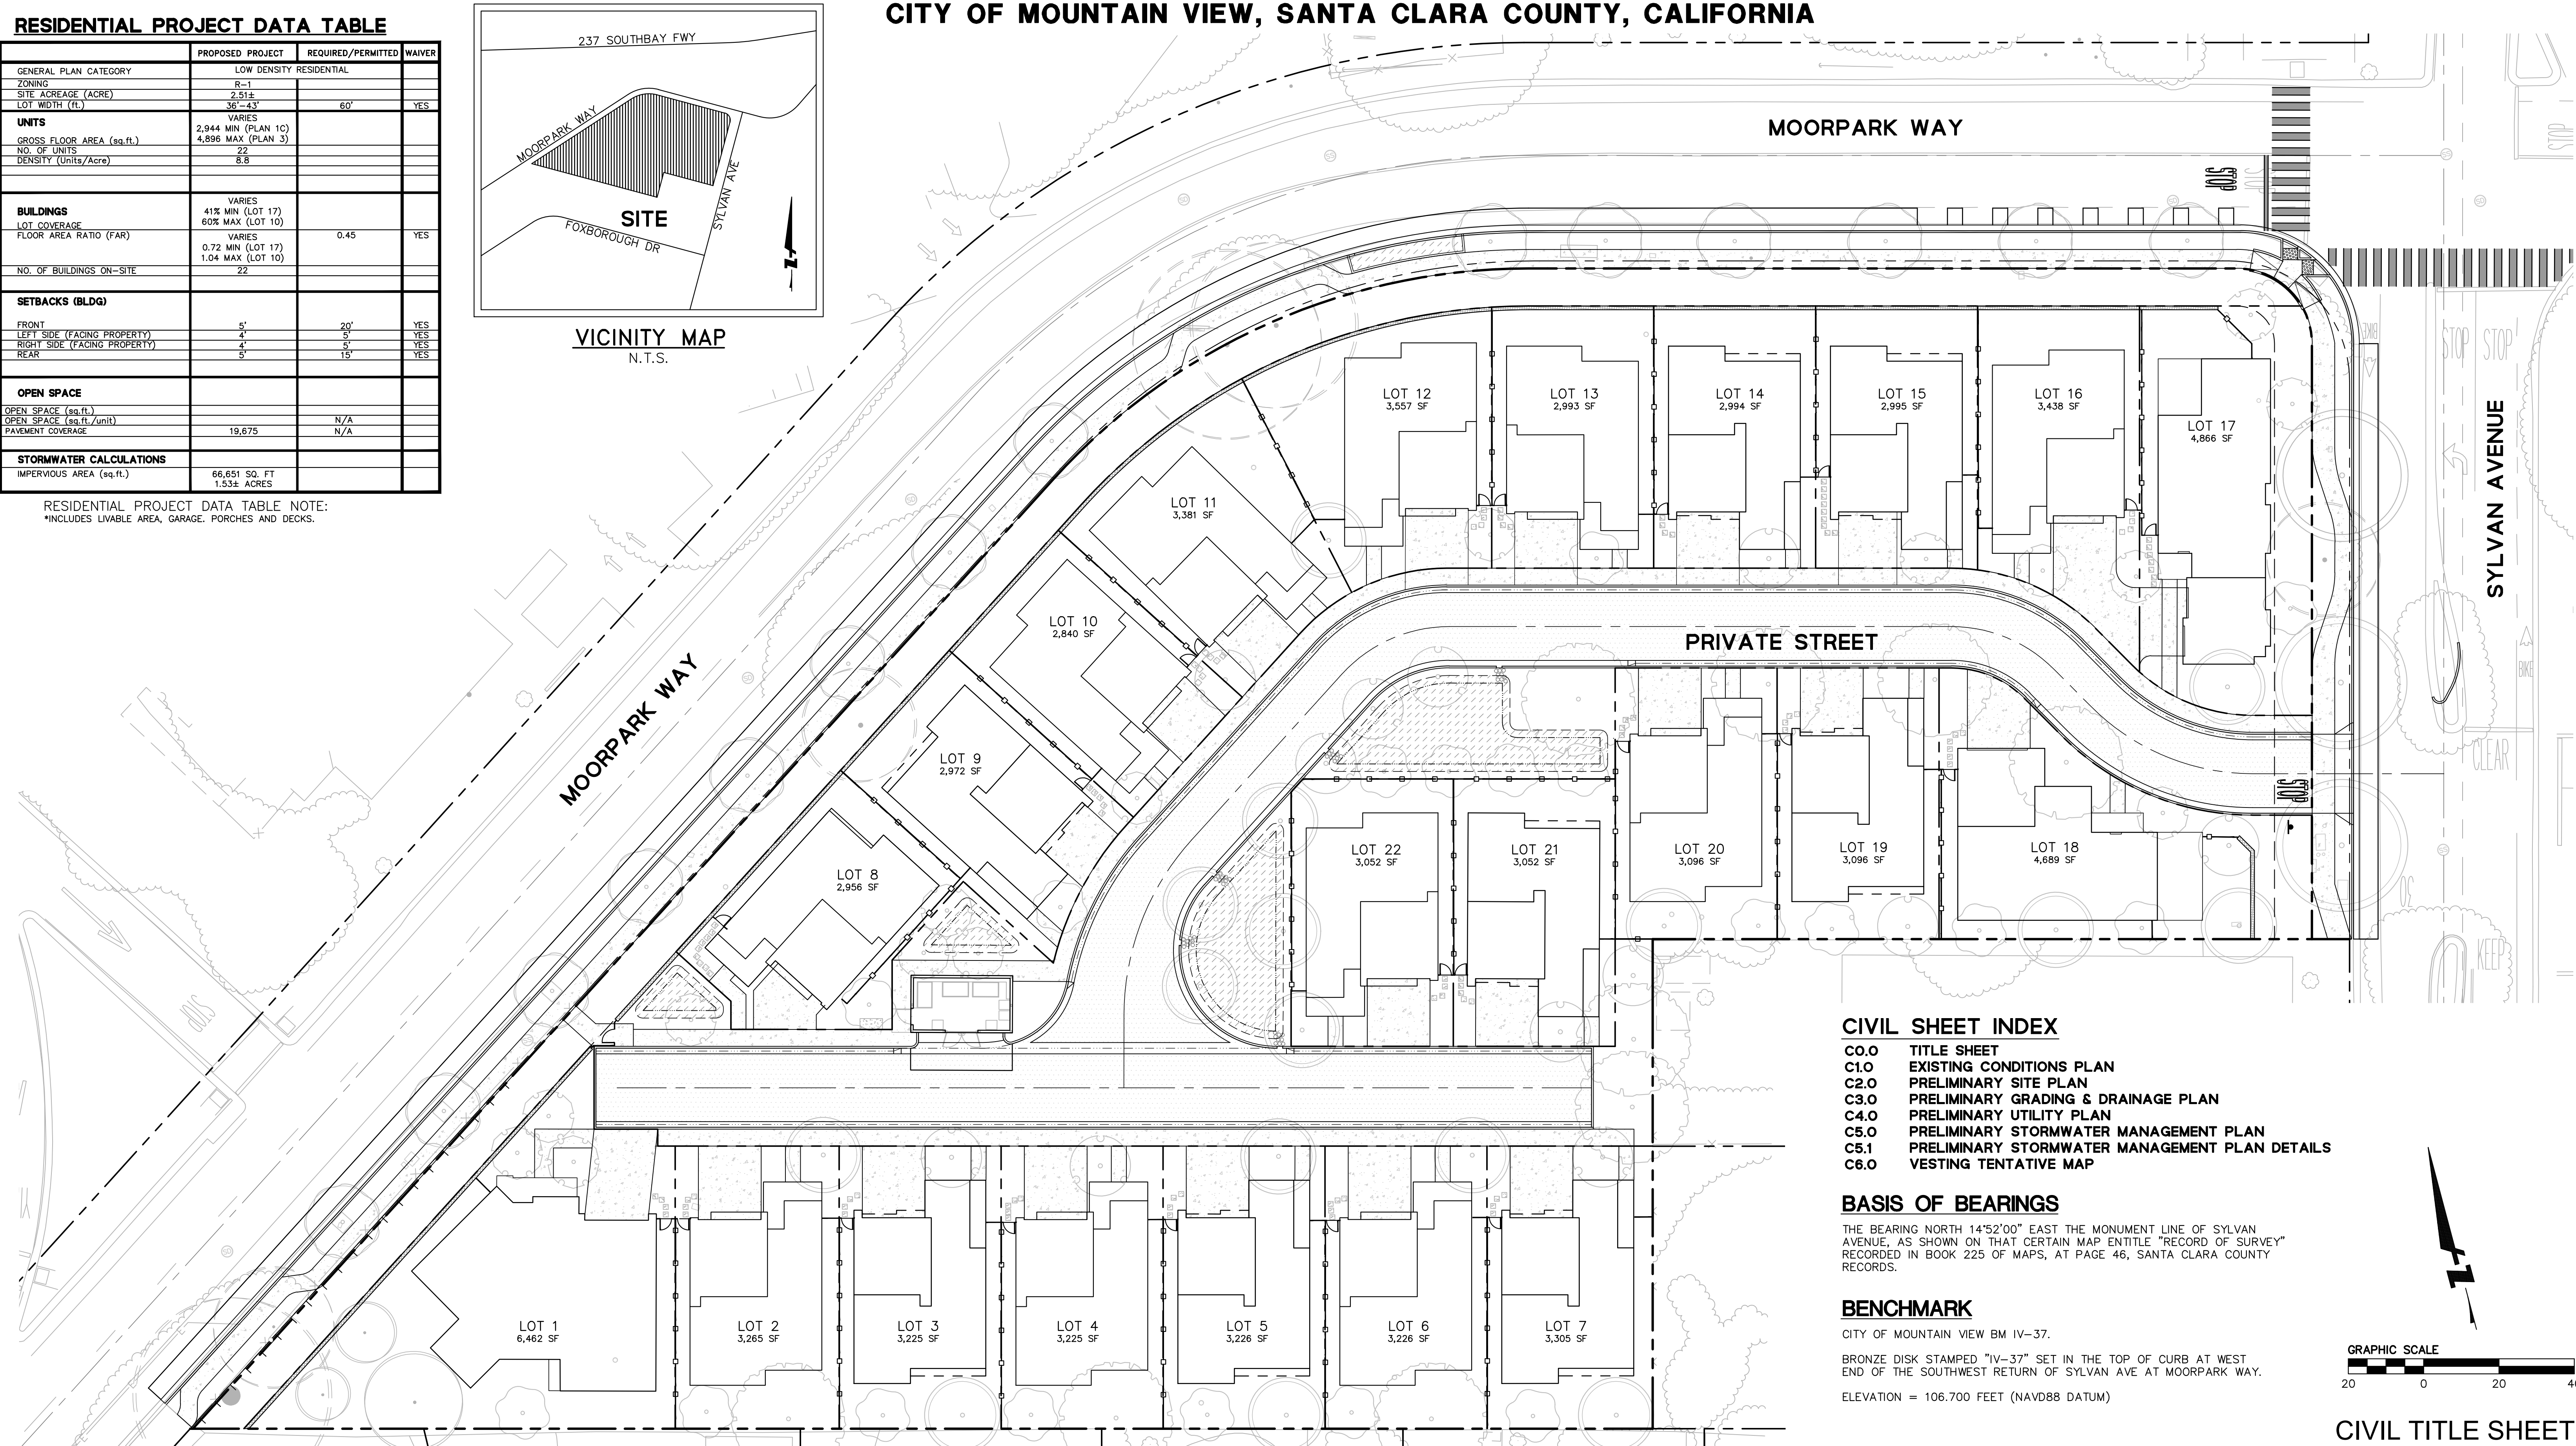 CITY OF MOUNTAIN VIEW, SANTA CLARA COUNTY, CALIFORNIA
RESIDENTIAL PROJECT DATA TABLE
PROPOSED PROJECT REQUIRED/PERMITTED WAIVER
GENERAL PLAN CATEGORY LOW DENSITY RESIDENTIAL
ZONING R-1
SITE ACREAGE (ACRE) 2.51±
LOT WIDTH (ft.) 36'-43' 60' YES
UNITS VARIES
2,944 MIN (PLAN 1C)
GROSS FLOOR AREA (sq.ft.) 4,896 MAX (PLAN 3)
NO. OF UNITS 22
DENSITY (Units/Acre) 8.8
VARIES
BUILDINGS 41% MIN (LOT 17)
LOT COVERAGE 60% MAX (LOT 10)
FLOOR AREA RATIO (FAR) VARIES 0.45 YES
0.72 MIN (LOT 17)
1.04 MAX (LOT 10)
NO. OF BUILDINGS ON-SITE 22
SETBACKS (BLDG)
FRONT 5' 20' YES
LEFT SIDE (FACING PROPERTY) 4' 5' YES
RIGHT SIDE (FACING PROPERTY) 4' 5' YES
REAR 5' 15' YES
OPEN SPACE
OPEN SPACE (sq.ft.)
OPEN SPACE (sq.ft./unit) N/A
PAVEMENT COVERAGE 19,675 N/A
STORMWATER CALCULATIONS
IMPERVIOUS AREA (sq.ft.) 66,651 SQ. FT
1.53± ACRES
RESIDENTIAL PROJECT DATA TABLE NOTE:
*INCLUDES LIVABLE AREA, GARAGE. PORCHES AND DECKS.
237 SOUTHBAY FWY
MOORPARK WAY
SYLVAN AVE
SITE
FOXBOROUGH DR
VICINITY MAP
N.T.S.
MOORPARK WAY
STOP
STOP
STOP
STOP
BIKE
SYLVAN AVENUE
BIKE
CLEAR
KEEP
STOP
MOORPARK WAY
PRIVATE STREET
LOT 12
3,557 SF
LOT 13
2,993 SF
LOT 14
2,994 SF
LOT 15
2,995 SF
LOT 16
3,438 SF
LOT 17
4,866 SF
LOT 11
3,381 SF
LOT 10
2,840 SF
LOT 9
2,972 SF
LOT 8
2,956 SF
LOT 22
3,052 SF
LOT 21
3,052 SF
LOT 20
3,096 SF
LOT 19
3,096 SF
LOT 18
4,689 SF
LOT 1
6,462 SF
LOT 2
3,265 SF
LOT 3
3,225 SF
LOT 4
3,225 SF
LOT 5
3,226 SF
LOT 6
3,226 SF
LOT 7
3,305 SF
CIVIL SHEET INDEX
C0.0 TITLE SHEET
C1.0 EXISTING CONDITIONS PLAN
C2.0 PRELIMINARY SITE PLAN
C3.0 PRELIMINARY GRADING & DRAINAGE PLAN
C4.0 PRELIMINARY UTILITY PLAN
C5.0 PRELIMINARY STORMWATER MANAGEMENT PLAN
C5.1 PRELIMINARY STORMWATER MANAGEMENT PLAN DETAILS
C6.0 VESTING TENTATIVE MAP
BASIS OF BEARINGS
THE BEARING NORTH 14°52'00" EAST THE MONUMENT LINE OF SYLVAN
AVENUE, AS SHOWN ON THAT CERTAIN MAP ENTITLE "RECORD OF SURVEY"
RECORDED IN BOOK 225 OF MAPS, AT PAGE 46, SANTA CLARA COUNTY
RECORDS.
BENCHMARK
CITY OF MOUNTAIN VIEW BM IV-37.
BRONZE DISK STAMPED "IV-37" SET IN THE TOP OF CURB AT WEST
END OF THE SOUTHWEST RETURN OF SYLVAN AVE AT MOORPARK WAY.
ELEVATION = 106.700 FEET (NAVD88 DATUM)
GRAPHIC SCALE
20 0 20
CIVIL TITLE SHEET